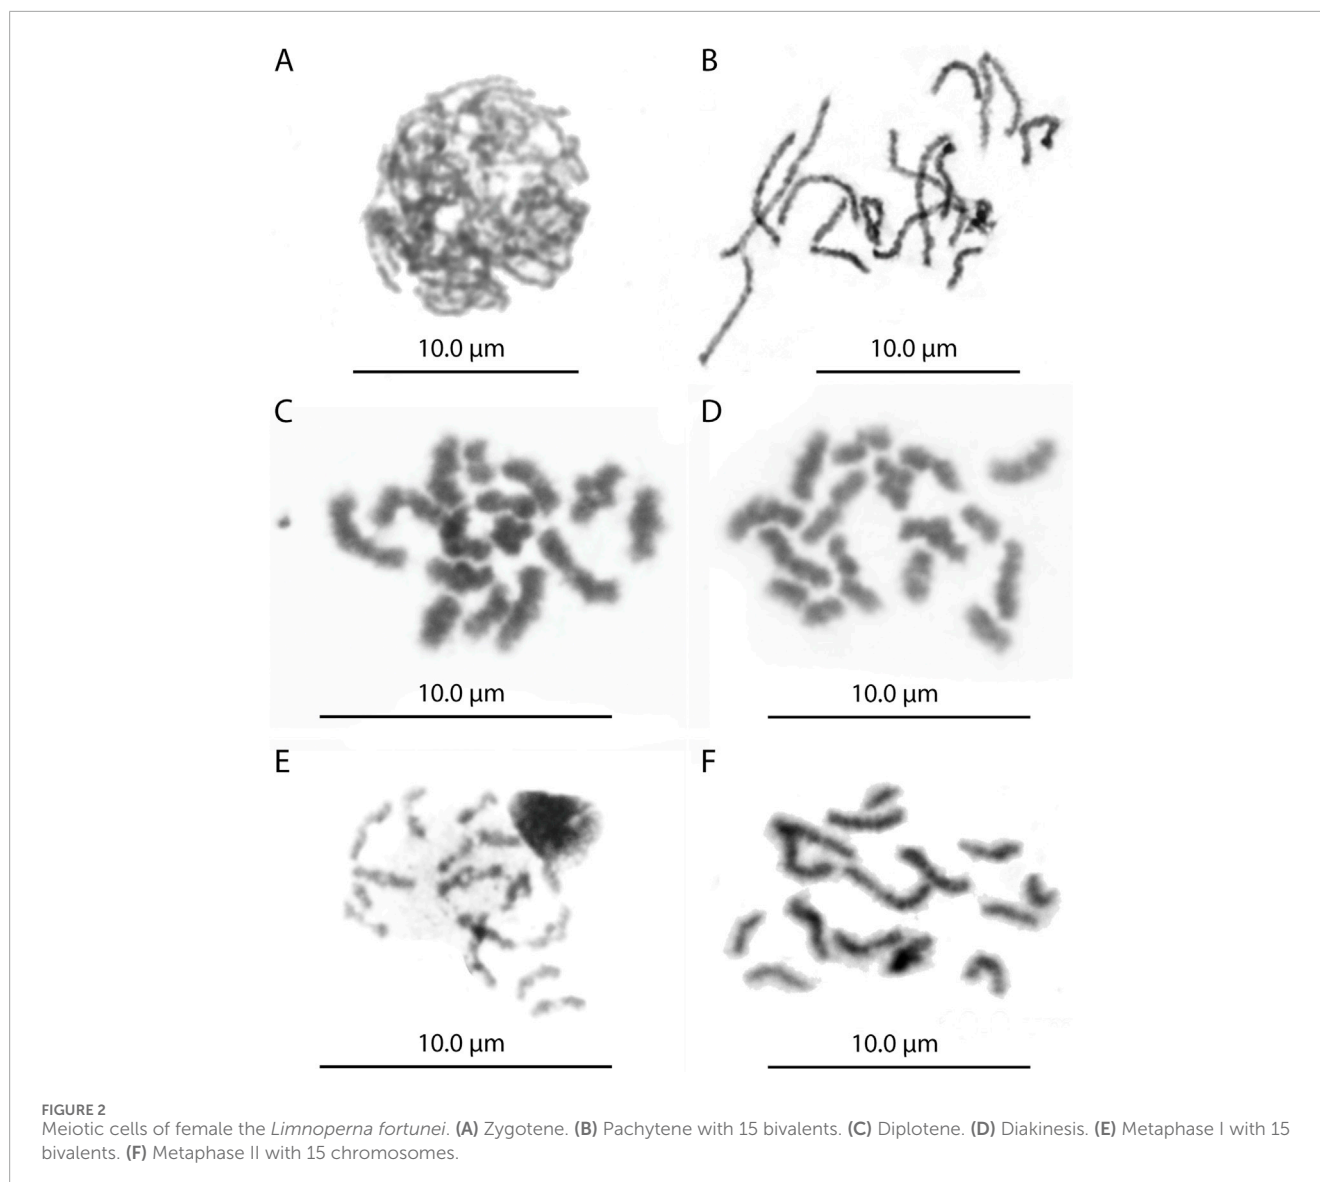 A
B
10.0 µm
10.0 µm
C
D
10.0 µm
10.0 µm
E
F
10.0 µm
10.0 µm
FIGURE 2
Meiotic cells of female the Limnoperna fortunei. (A) Zygotene. (B) Pachytene with 15 bivalents. (C) Diplotene. (D) Diakinesis. (E) Metaphase I with 15
bivalents. (F) Metaphase II with 15 chromosomes.